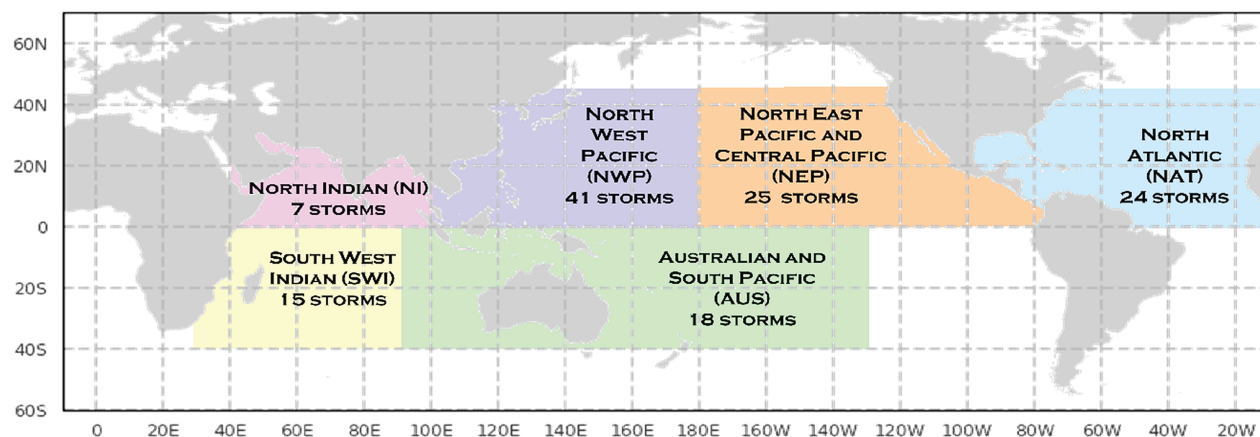 60N
40N
20N
0
20S
40S
60S
NORTH INDIAN (NI)
7 STORMS
NORTH
WEST
PACIFIC
(NWP)
41 STORMS
NORTH EAST
PACIFIC AND
CENTRAL PACIFIC
(NEP)
25 STORMS
NORTH
ATLANTIC
(NAT)
24 STORMS
SOUTH WEST
INDIAN (SWI)
15 STORMS
AUSTRALIAN AND
SOUTH PACIFIC
(AUS)
18 STORMS
0 20E 40E 60E 80E 100E 120E 140E 160E 180E 160W 140W 120W 100W 80W 60W 40W 20W